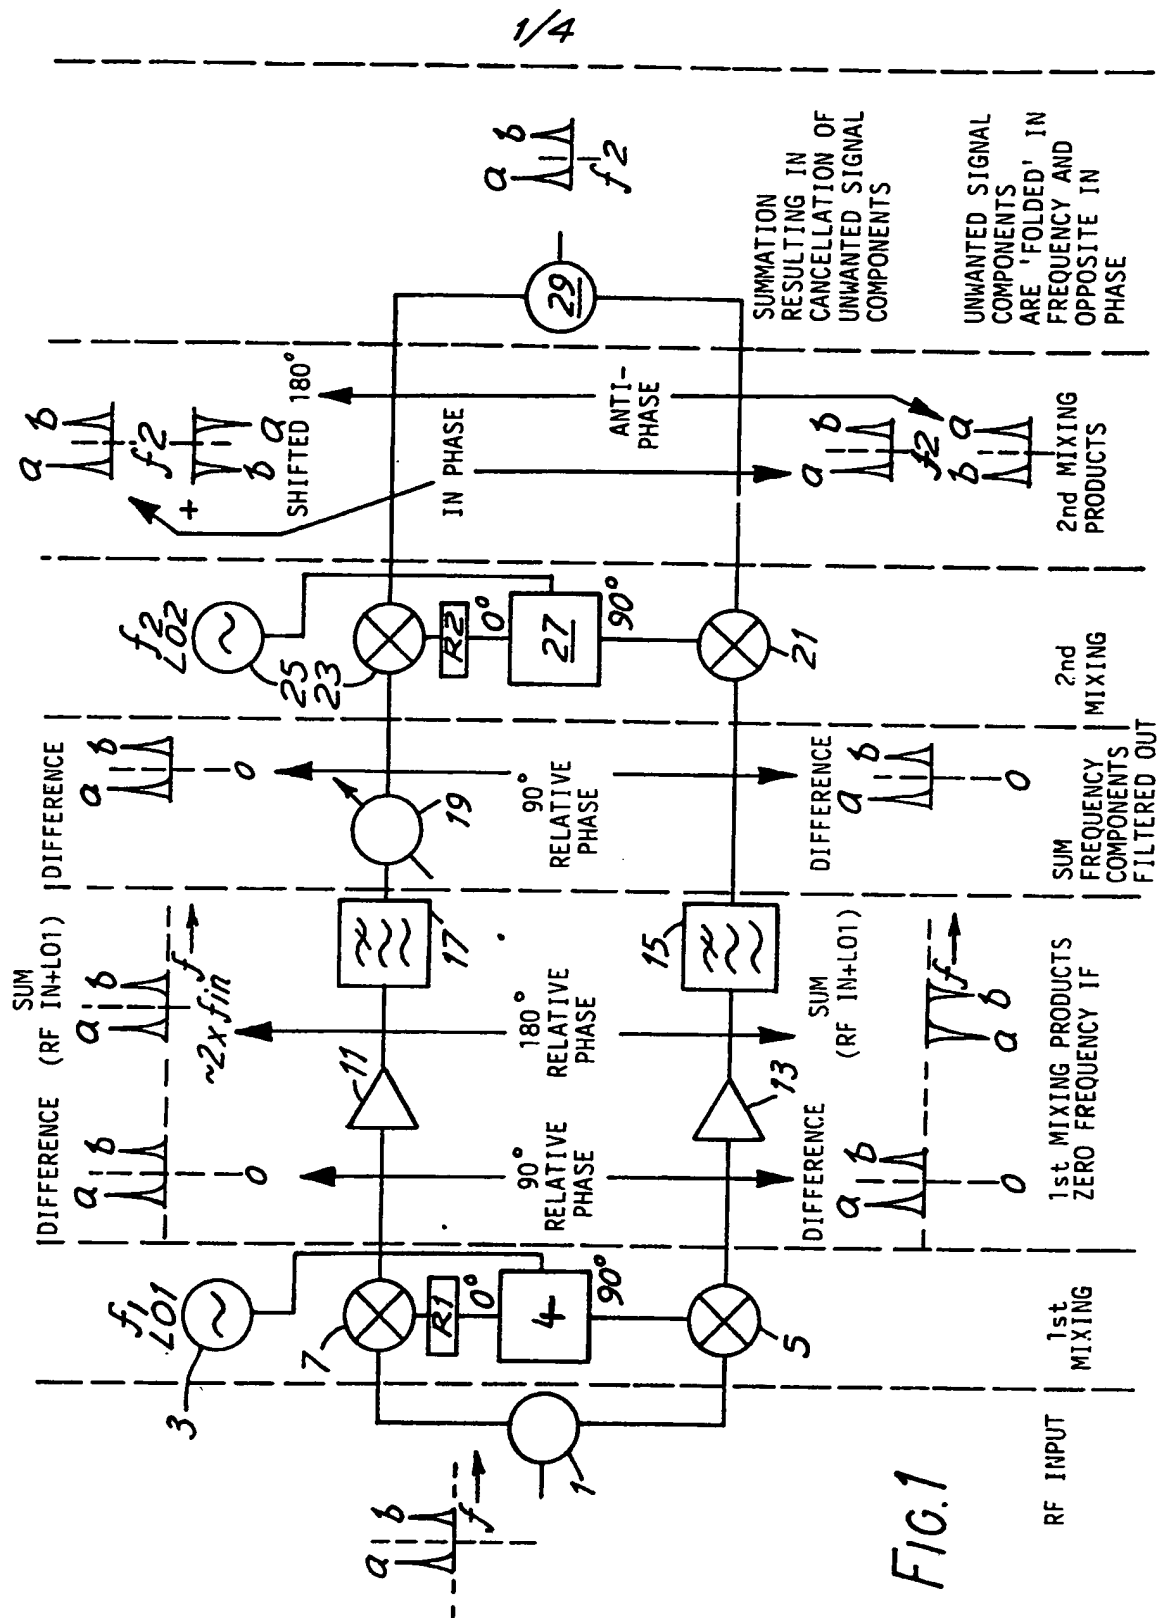 1/4
a b
f
1
RF INPUT
FIG.1
3
f1
LO1
~
7
R1
0°
4
90°
5
1st
MIXING
DIFFERENCE
a b
0
SUM
(RF IN+LO1)
a b
f
~2x fin
90°
RELATIVE
PHASE
180°
RELATIVE
PHASE
11
13
17
15
DIFFERENCE
a b
0
SUM
(RF IN+LO1)
f
a b
1st MIXING PRODUCTS
ZERO FREQUENCY IF
DIFFERENCE
a b
0
19
90°
RELATIVE
PHASE
DIFFERENCE
a b
0
SUM
FREQUENCY
COMPONENTS
FILTERED OUT
f2
LO2
~
25
23
R2
0°
27
90°
21
2nd
MIXING
a b
f2
+
b a
SHIFTED 180°
IN PHASE
ANTI-
PHASE
a b
f2
b a
2nd MIXING
PRODUCTS
29
a b
f2
SUMMATION
RESULTING IN
CANCELLATION OF
UNWANTED SIGNAL
COMPONENTS
UNWANTED SIGNAL
COMPONENTS
ARE 'FOLDED' IN
FREQUENCY AND
OPPOSITE IN
PHASE